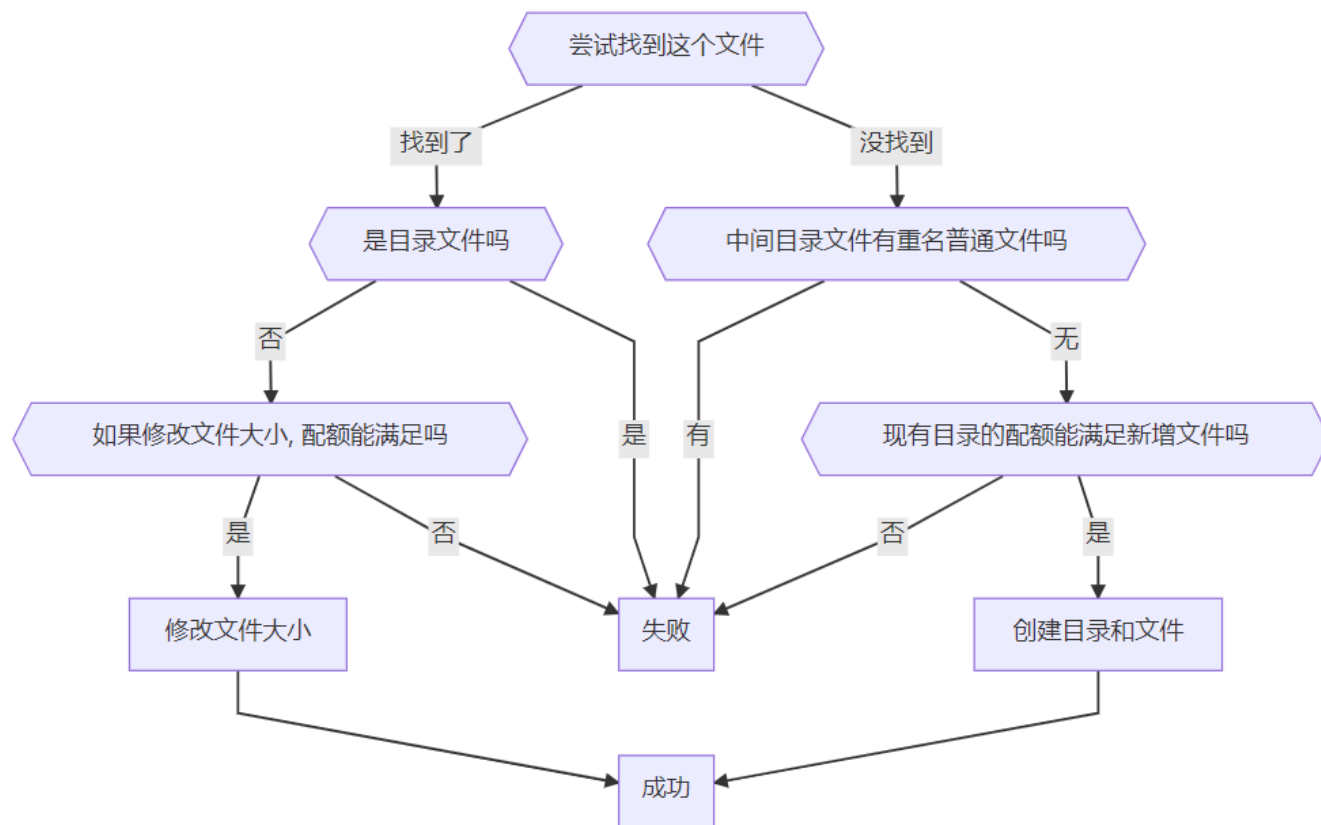 尝试找到这个文件
找到了
没找到
是目录文件吗
中间目录文件有重名普通文件吗
否
无
如果修改文件大小, 配额能满足吗
是
有
现有目录的配额能满足新增文件吗
是
否
否
是
修改文件大小
失败
创建目录和文件
成功